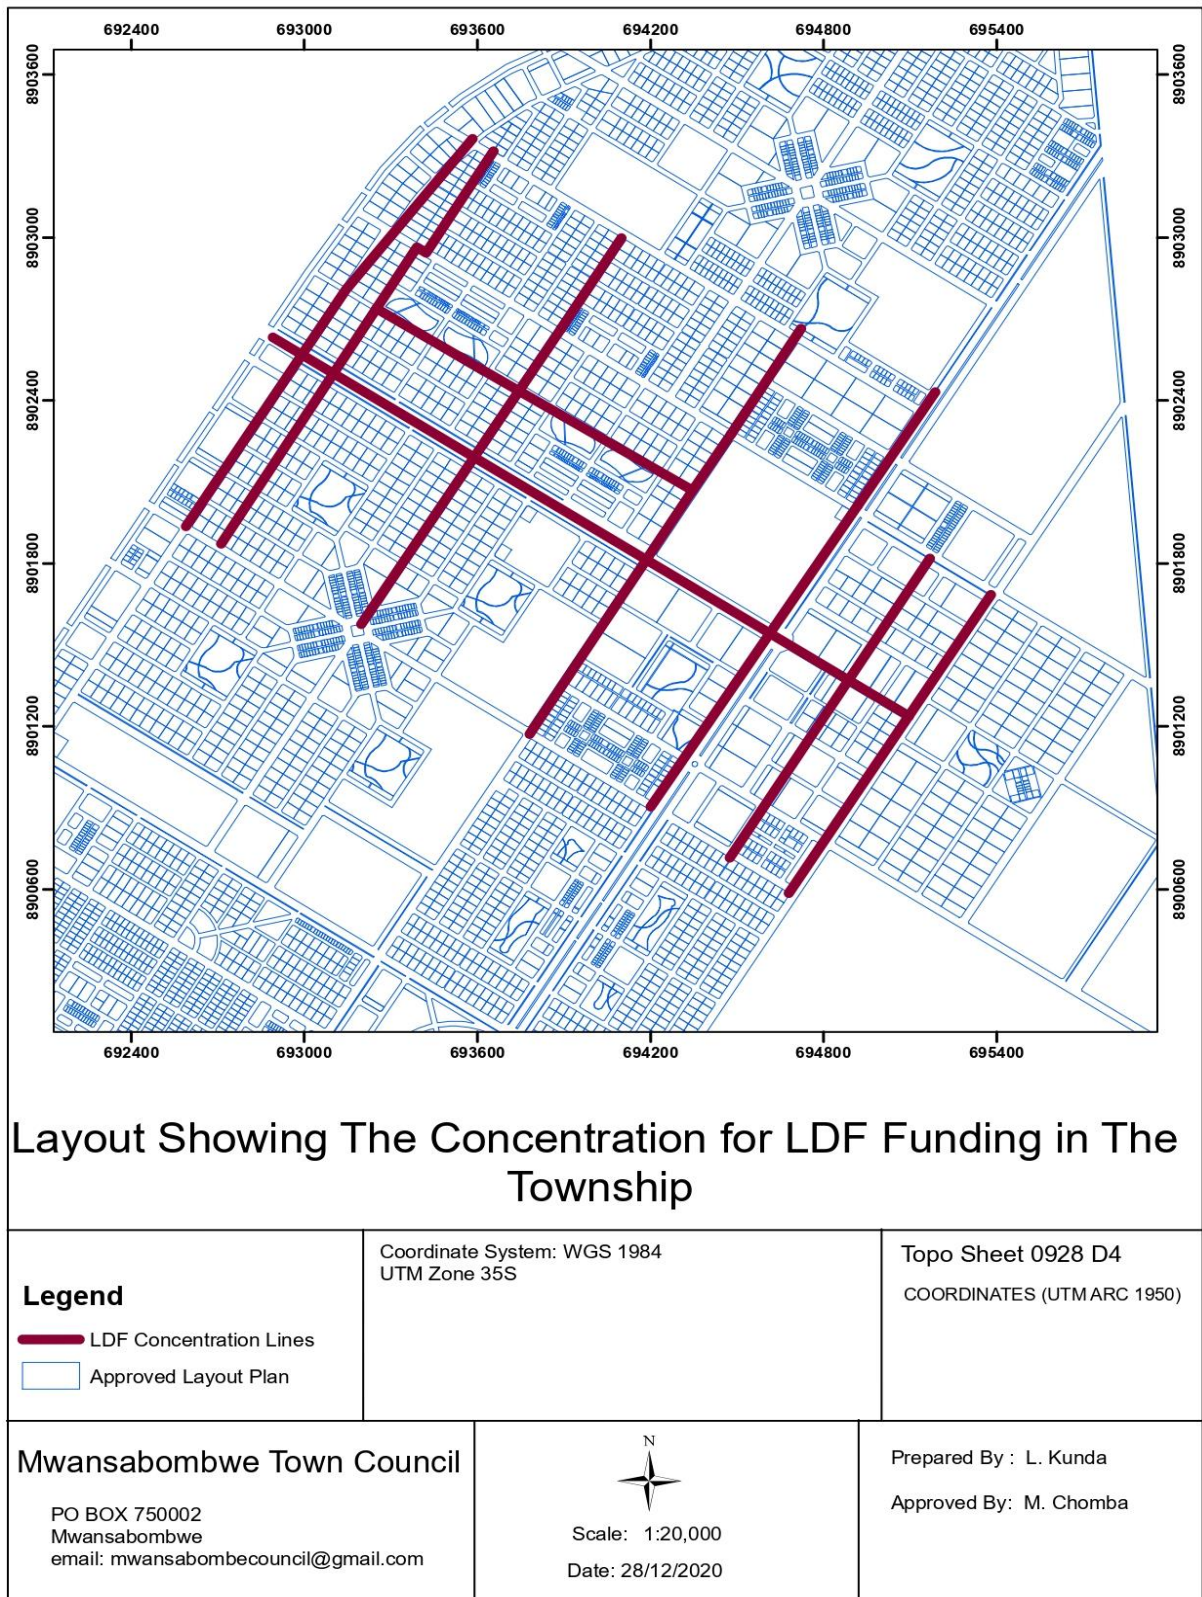 692400 693000 693600 694200 694800 695400
8903600 8903600
8903000 8903000
8902400 8902400
8901800 8901800
8901200 8901200
8900600 8900600
692400 693000 693600 694200 694800 695400
Layout Showing The Concentration for LDF Funding in The
Township
Legend
LDF Concentration Lines
Approved Layout Plan
Coordinate System: WGS 1984
UTM Zone 35S
Topo Sheet 0928 D4
COORDINATES (UTM ARC 1950)
Mwansabombwe Town Council
PO BOX 750002
Mwansabombwe
email: mwansabombecouncil@gmail.com
N
Scale: 1:20,000
Date: 28/12/2020
Prepared By : L. Kunda
Approved By: M. Chomba